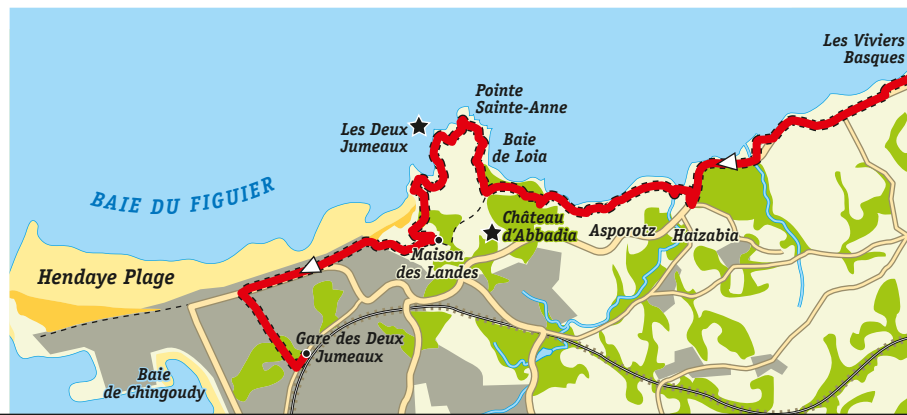 Les Viviers
Basques
Pointe
Sainte-Anne
Les Deux
Jumeaux
Baie
de Loia
BAIE DU FIGUIER
Château
d'Abbadia
Asporotz
Haizabia
Maison
des Landes
Hendaye Plage
Gare des Deux
Jumeaux
Baie
de Chingoudy